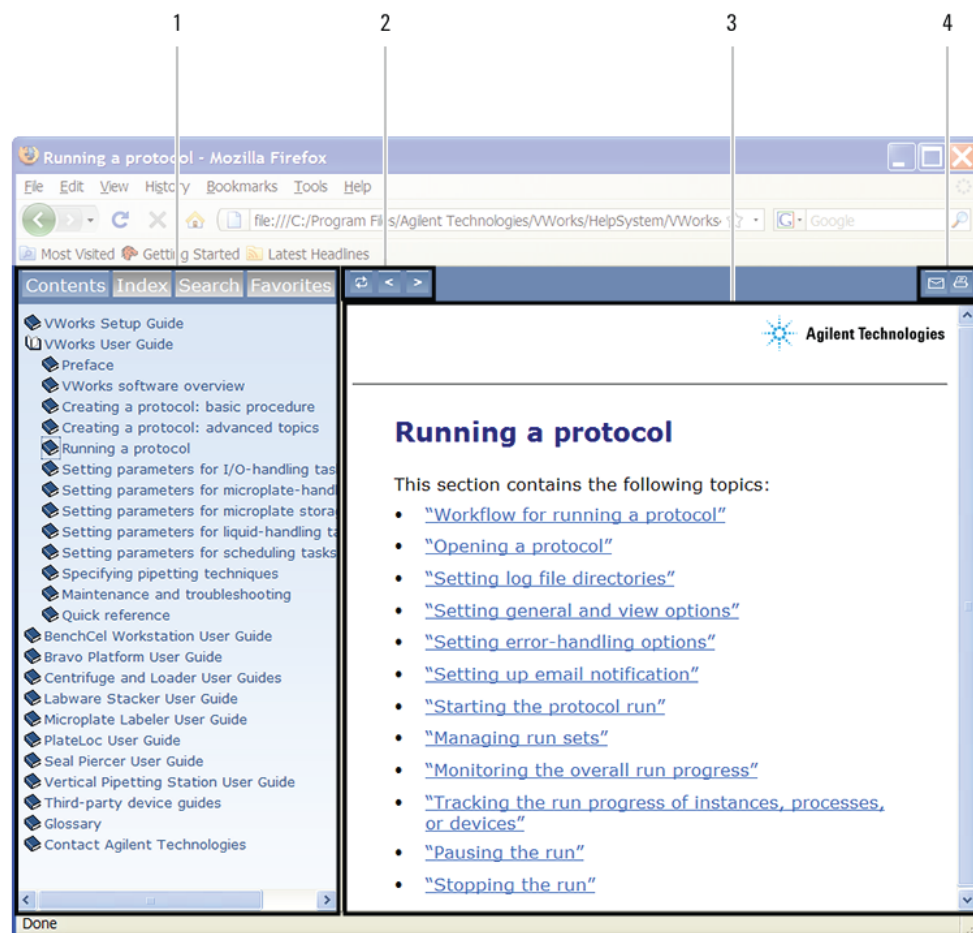 1 2 3 4
Running a protocol - Mozilla Firefox
File Edit View History Bookmarks Tools Help
file:///C:/Program Files/Agilent Technologies/VWorks/HelpSystem/VWorks- G Google
Most Visited Getting Started Latest Headlines
Contents Index Search Favorites < >
VWorks Setup Guide
VWorks User Guide
Preface
VWorks software overview
Creating a protocol: basic procedure
Creating a protocol: advanced topics
Running a protocol
Setting parameters for I/O-handling tas
Setting parameters for microplate-handl
Setting parameters for microplate stora
Setting parameters for liquid-handling ta
Setting parameters for scheduling tasks
Specifying pipetting techniques
Maintenance and troubleshooting
Quick reference
BenchCel Workstation User Guide
Bravo Platform User Guide
Centrifuge and Loader User Guides
Labware Stacker User Guide
Microplate Labeler User Guide
PlateLoc User Guide
Seal Piercer User Guide
Vertical Pipetting Station User Guide
Third-party device guides
Glossary
Contact Agilent Technologies
Agilent Technologies
Running a protocol
This section contains the following topics:
• “Workflow for running a protocol”
• “Opening a protocol”
• “Setting log file directories”
• “Setting general and view options”
• “Setting error-handling options”
• “Setting up email notification”
• “Starting the protocol run”
• “Managing run sets”
• “Monitoring the overall run progress”
• “Tracking the run progress of instances, processes,
or devices”
• “Pausing the run”
• “Stopping the run”
Done